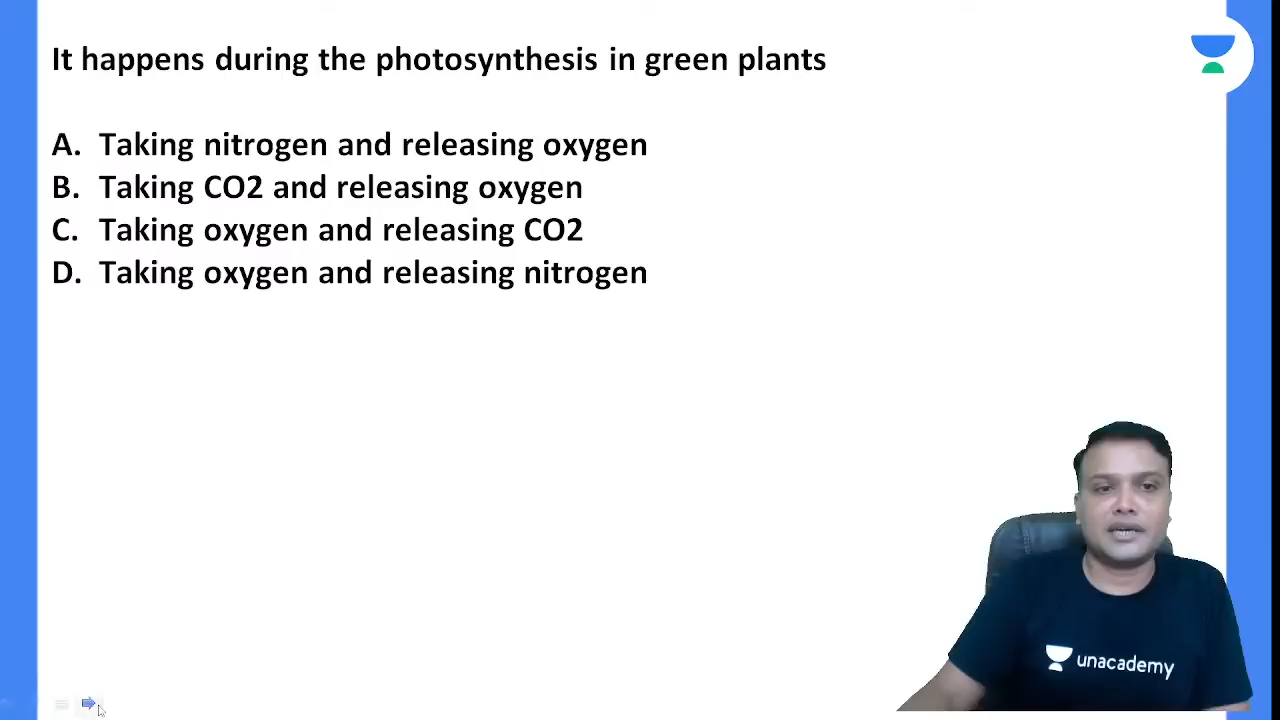 It happens during the photosynthesis in green plants
A. Taking nitrogen and releasing oxygen
B. Taking CO2 and releasing oxygen
C. Taking oxygen and releasing CO2
D. Taking oxygen and releasing nitrogen
unacademy